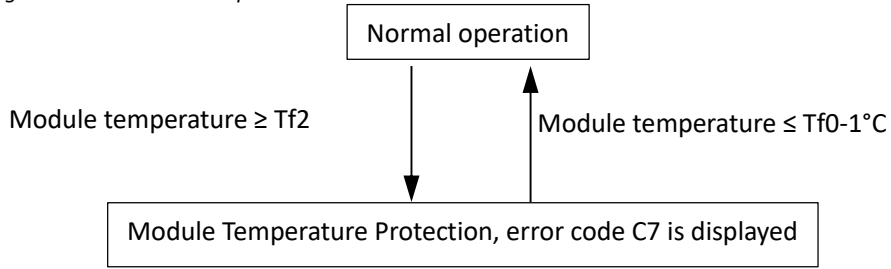 Normal operation
Module temperature ≥ Tf2
Module temperature ≤ Tf0-1°C
Module Temperature Protection, error code C7 is displayed